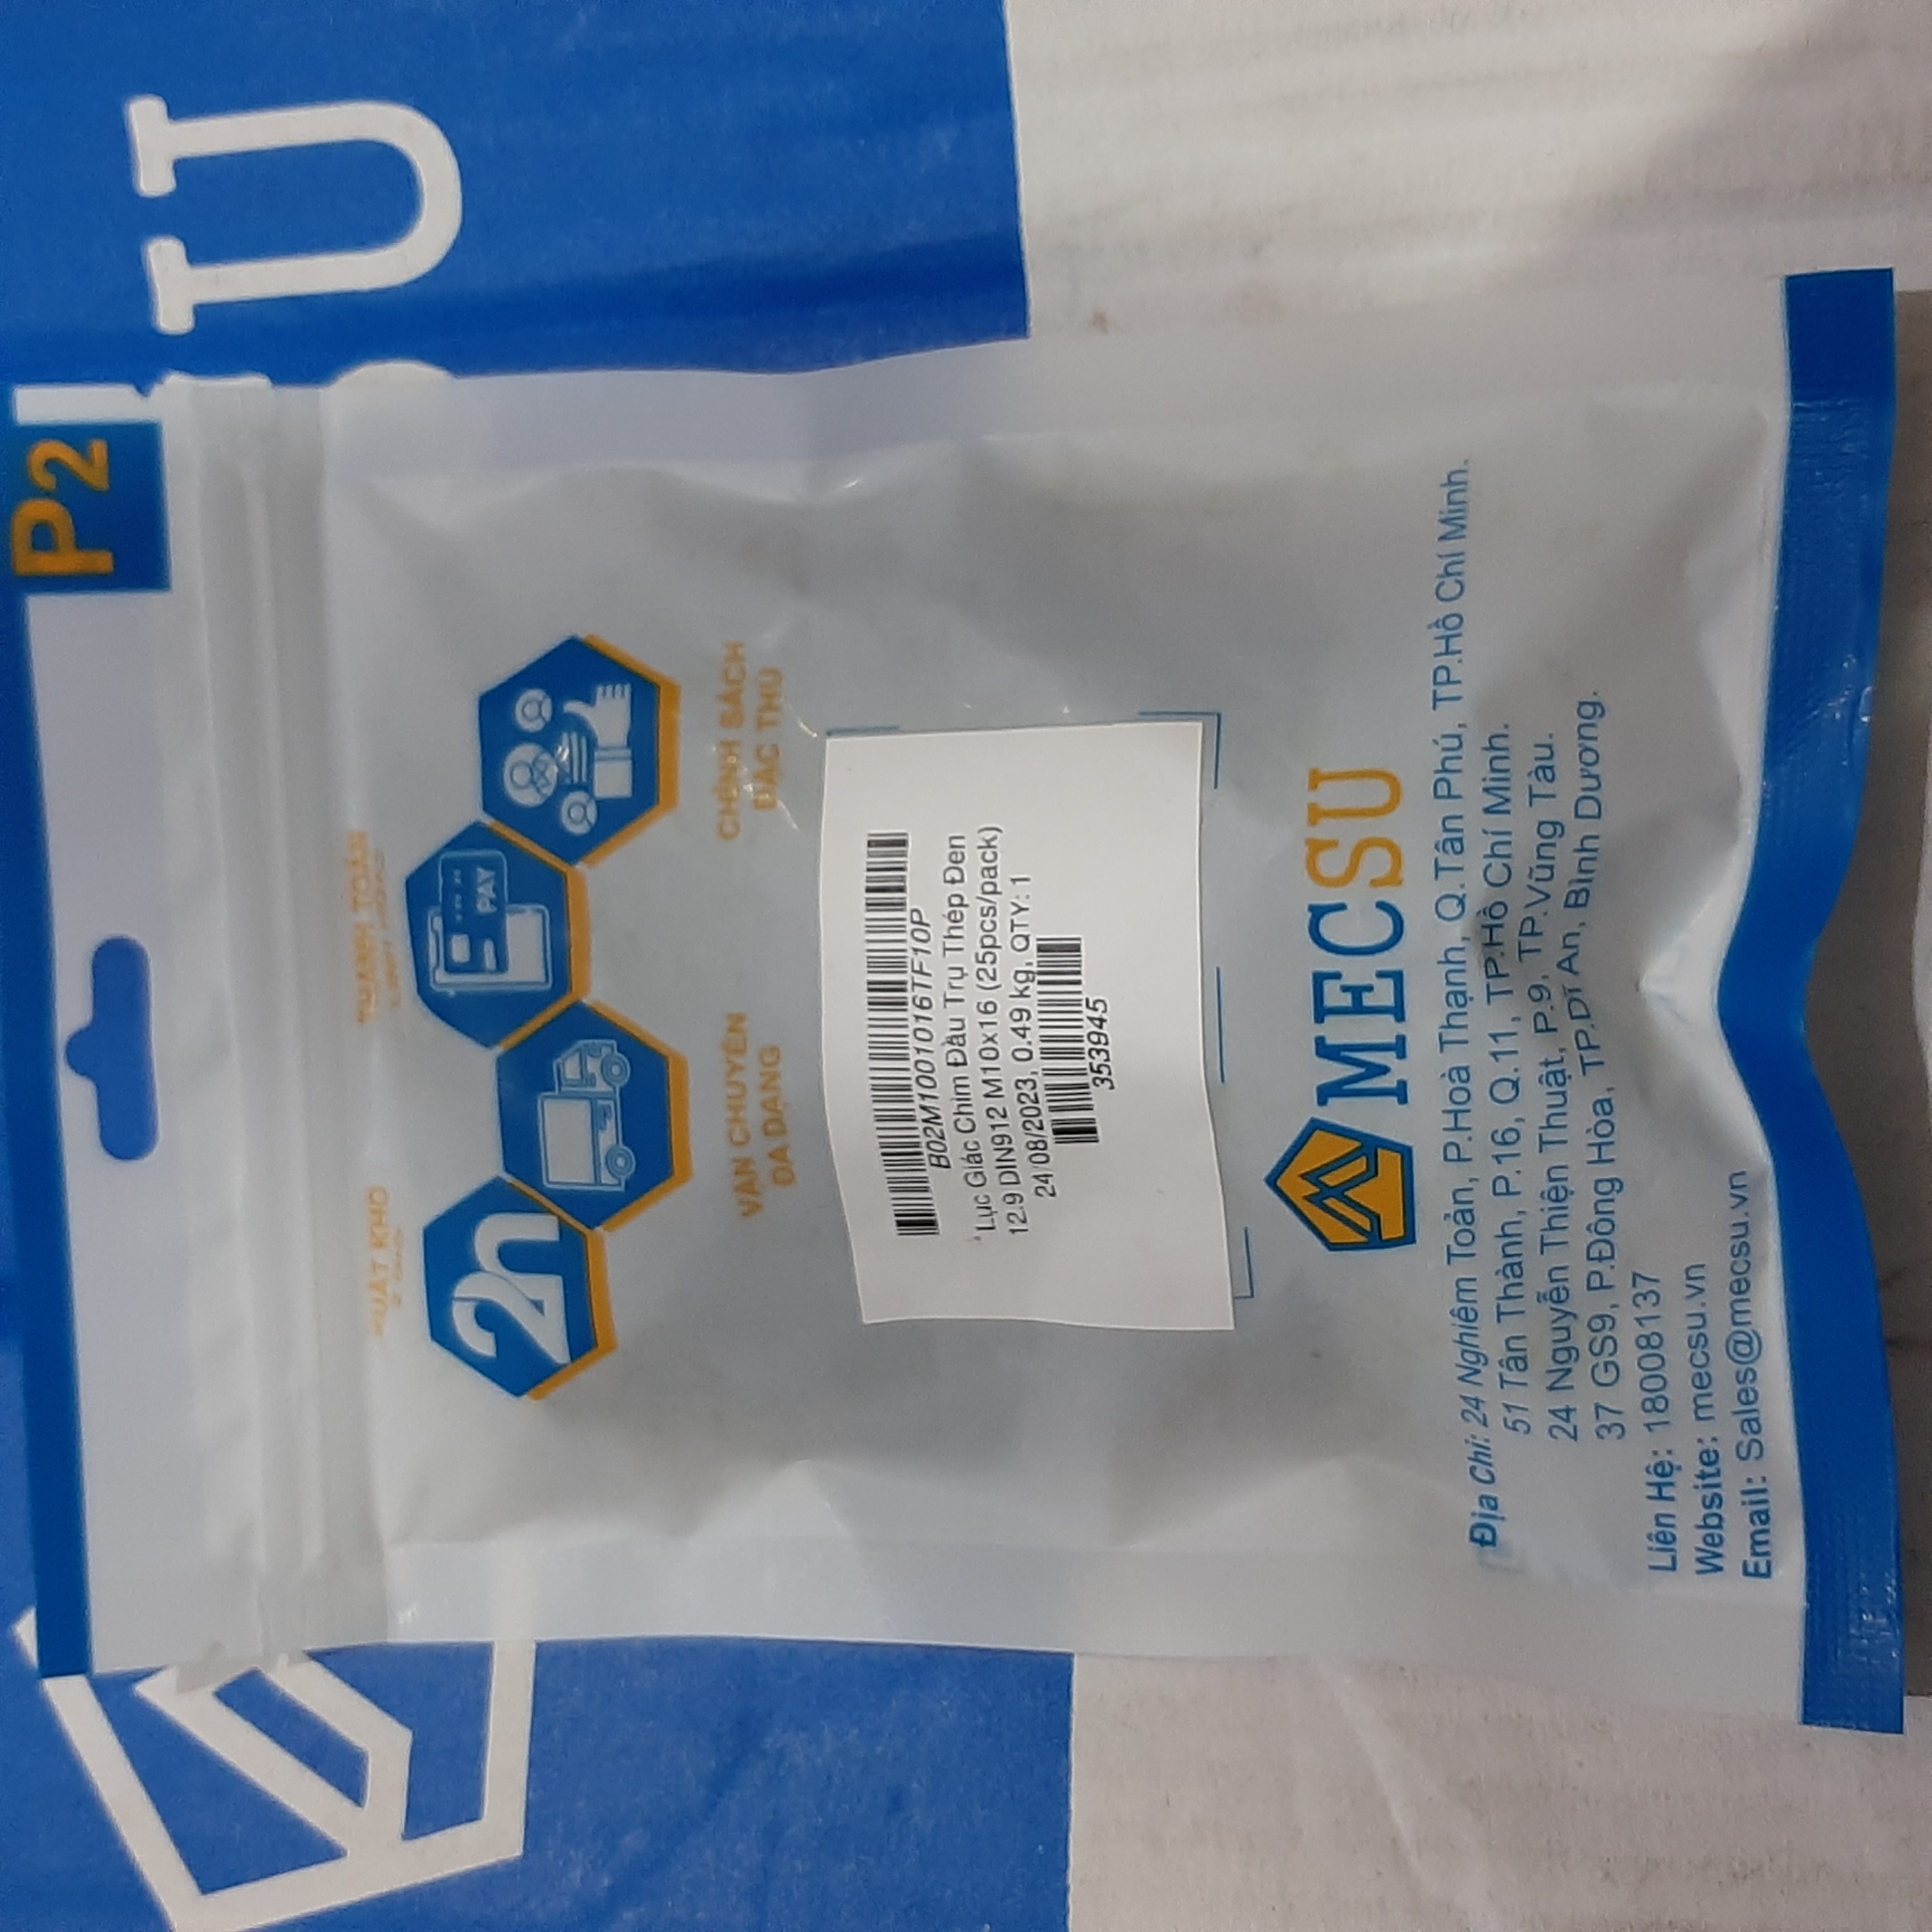 P2
U
XUẤT KHO
THANH TOÁN
2h
PAY
VẬN CHUYỂN
ĐA DẠNG
CHÍNH SÁCH
ĐẶC THÙ
B02M1001016TF10P
Lục Giác Chìm Đầu Trụ Thép Đen
12.9 DIN912 M10x16 (25pcs/pack)
24/08/2023, 0.49 kg, QTY: 1
353945
MECSU
Địa Chỉ: 24 Nghiêm Toản, P.Hoà Thạnh, Q.Tân Phú, TP.Hồ Chí Minh.
51 Tân Thành, P.16, Q.11, TP.Hồ Chí Minh.
24 Nguyễn Thiện Thuật, P.9, TP.Vũng Tàu.
37 GS9, P.Đông Hòa, TP.Dĩ An, Bình Dương.
Liên Hệ: 18008137
Website: mecsu.vn
Email: Sales@mecsu.vn